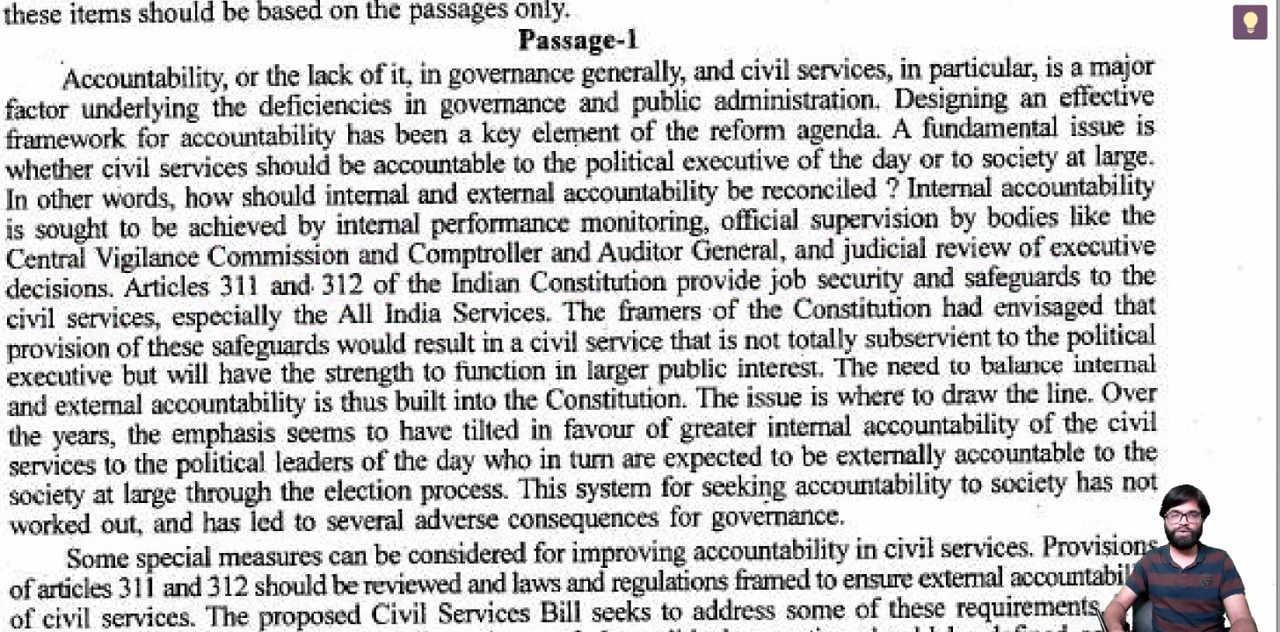 these items should be based on the passages only.
Passage-1
Accountability, or the lack of it, in governance generally, and civil services, in particular, is a major
factor underlying the deficiencies in governance and public administration. Designing an effective
framework for accountability has been a key element of the reform agenda. A fundamental issue is
whether civil services should be accountable to the political executive of the day or to society at large.
In other words, how should internal and external accountability be reconciled ? Internal accountability
is sought to be achieved by internal performance monitoring, official supervision by bodies like the
Central Vigilance Commission and Comptroller and Auditor General, and judicial review of executive
decisions. Articles 311 and 312 of the Indian Constitution provide job security and safeguards to the
civil services, especially the All India Services. The framers of the Constitution had envisaged that
provision of these safeguards would result in a civil service that is not totally subservient to the political
executive but will have the strength to function in larger public interest. The need to balance internal
and external accountability is thus built into the Constitution. The issue is where to draw the line. Over
the years, the emphasis seems to have tilted in favour of greater internal accountability of the civil
services to the political leaders of the day who in turn are expected to be externally accountable to the
society at large through the election process. This system for seeking accountability to society has not
worked out, and has led to several adverse consequences for governance.
Some special measures can be considered for improving accountability in civil services. Provisions
of articles 311 and 312 should be reviewed and laws and regulations framed to ensure external
of civil services. The proposed Civil Services Bill seeks to address some of these requirements